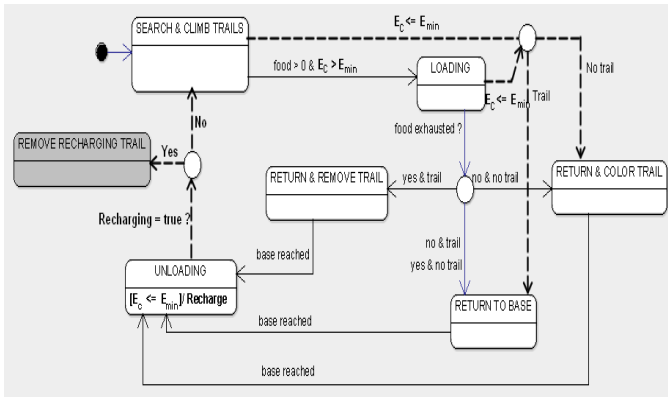 SEARCH & CLIMB TRAILS
E_C <= E_min
food > 0 & E_C > E_min
LOADING
No trail
E_C <= E_min
Trail
No
food exhausted ?
REMOVE RECHARGING TRAIL
Yes
RETURN & REMOVE TRAIL
yes & trail
no & no trail
RETURN & COLOR TRAIL
Recharging = true ?
no & trail
yes & no trail
base reached
UNLOADING
[E_c <= E_min]/ Recharge
RETURN TO BASE
base reached
base reached